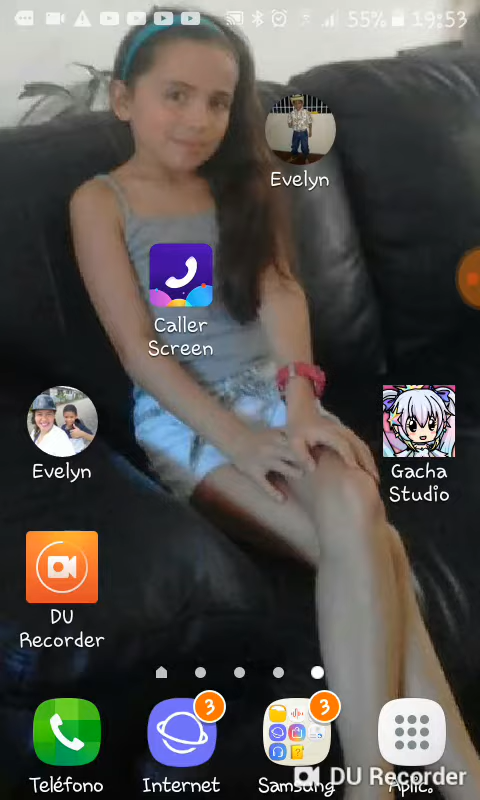 55% 19:53
Evelyn
Caller
Screen
Evelyn
Gacha
Studio
DU
Recorder
3
3
Teléfono
Internet
Samsung
Aplic.
DU Recorder